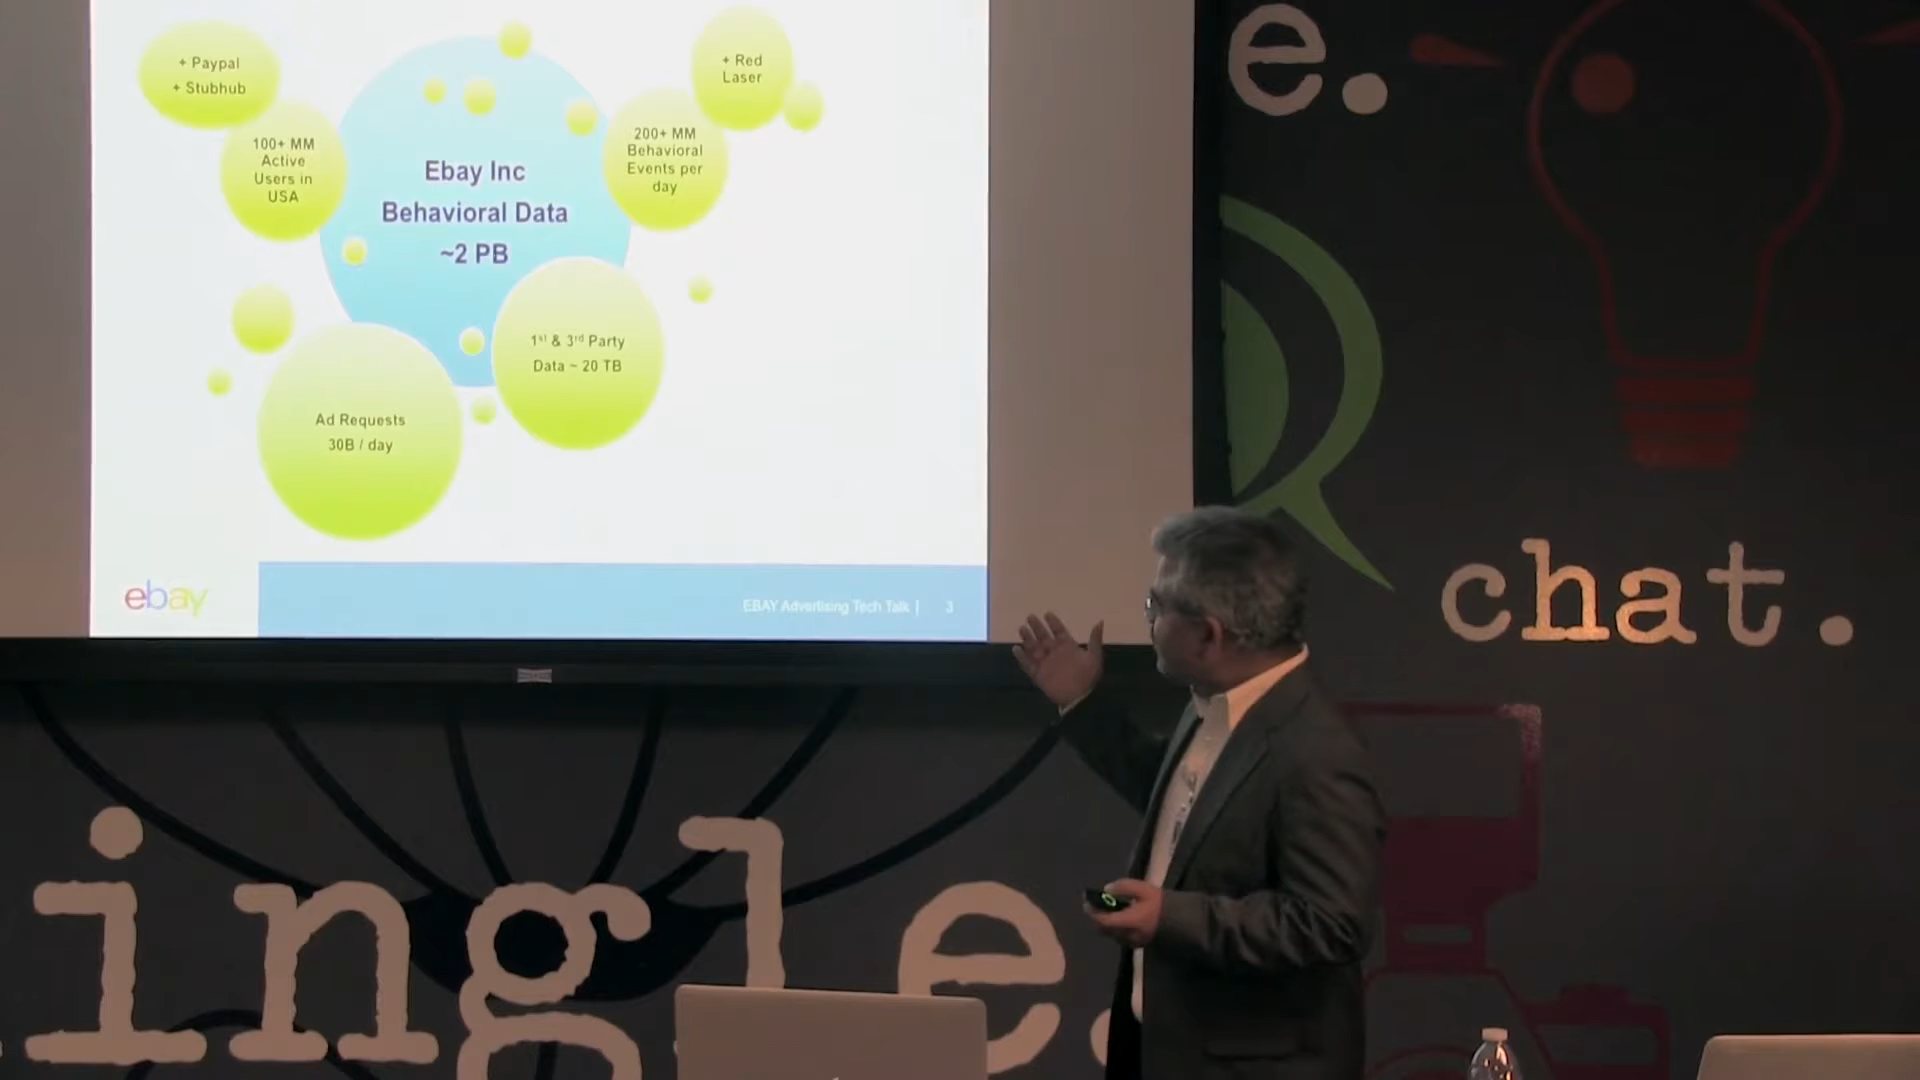 + Paypal
+ Stubhub
100+ MM
Active
Users in
USA
Ebay Inc
Behavioral Data
~2 PB
200+ MM
Behavioral
Events per
day
+ Red
Laser
1st & 3rd Party
Data ~ 20 TB
Ad Requests
30B / day
ebay
EBAY Advertising Tech Talk | 3
e.
chat.
ingle.